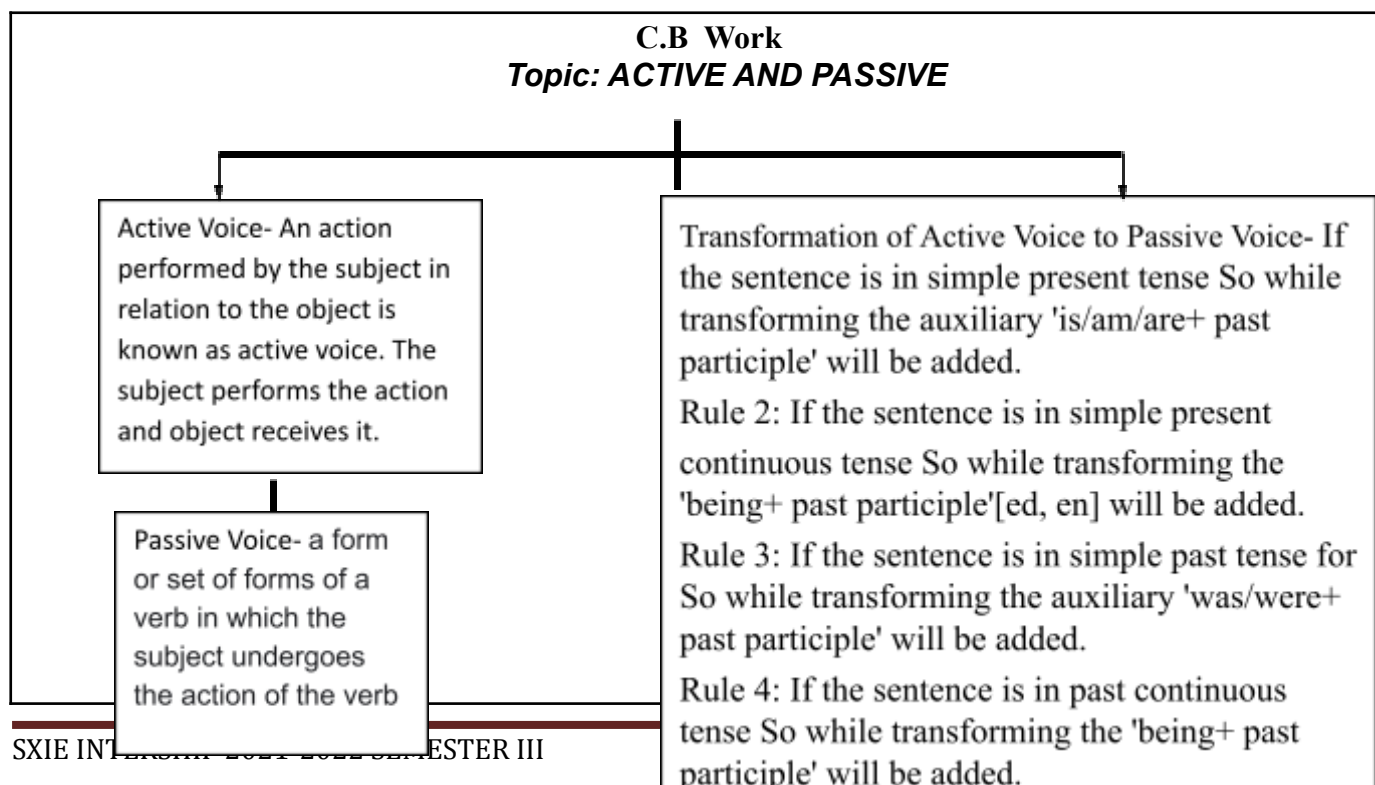 C.B Work
Topic: ACTIVE AND PASSIVE
Active Voice- An action
performed by the subject in
relation to the object is
known as active voice. The
subject performs the action
and object receives it.
Passive Voice- a form
or set of forms of a
verb in which the
subject undergoes
the action of the verb
Transformation of Active Voice to Passive Voice- If
the sentence is in simple present tense So while
transforming the auxiliary 'is/am/are+ past
participle' will be added.
Rule 2: If the sentence is in simple present
continuous tense So while transforming the
'being+ past participle'[ed, en] will be added.
Rule 3: If the sentence is in simple past tense for
So while transforming the auxiliary 'was/were+
past participle' will be added.
Rule 4: If the sentence is in past continuous
tense So while transforming the 'being+ past
participle' will be added.
SXIE III